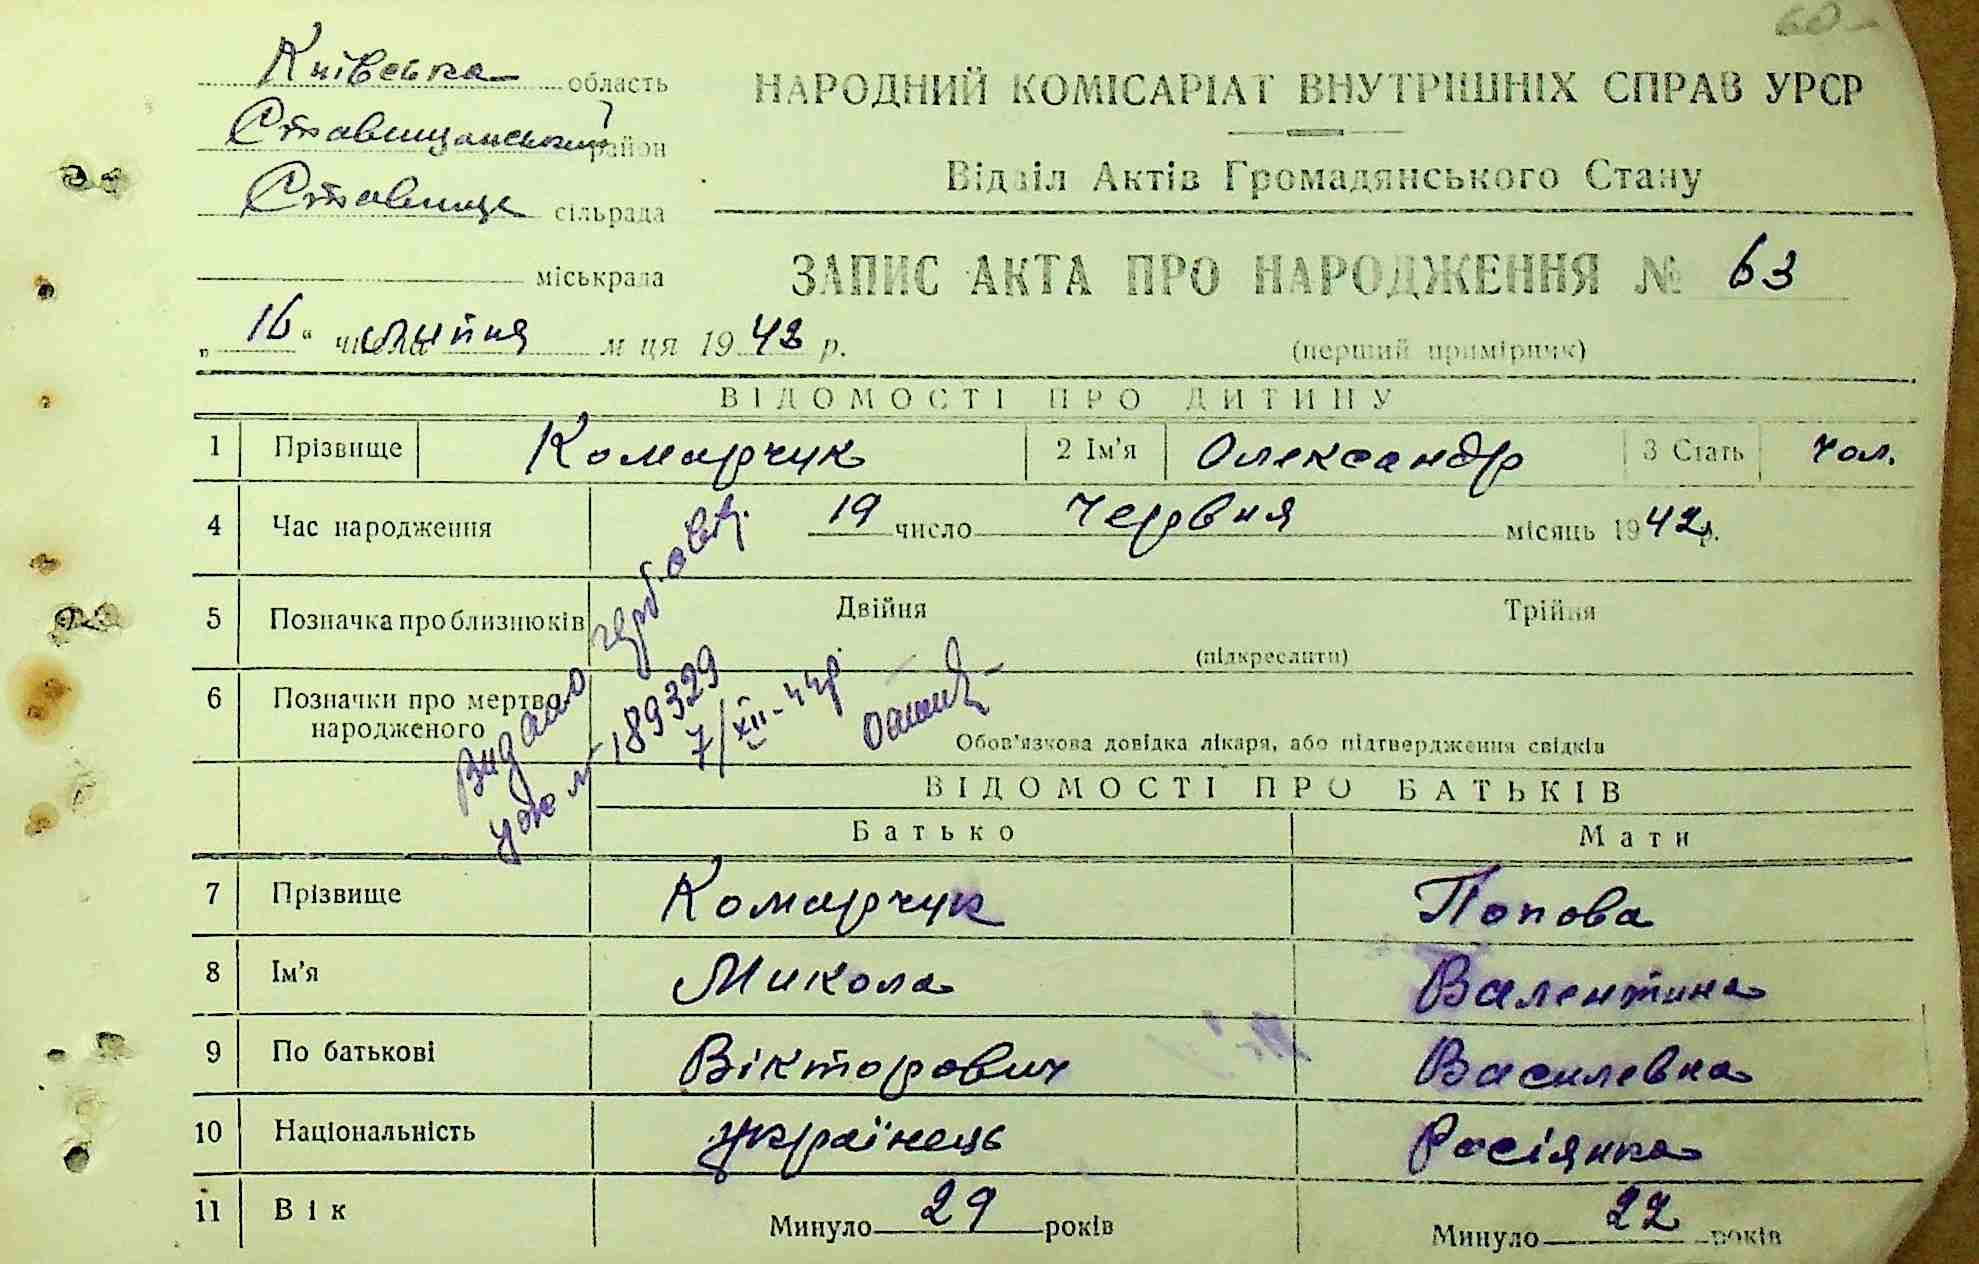 60-
Київська область
Ставищанський район
Ставище сільрада
міськрада
НАРОДНИЙ КОМІСАРІАТ ВНУТРІШНІХ СПРАВ УРСР
Відділ Актів Громадянського Стану
ЗАПИС АКТА ПРО НАРОДЖЕННЯ № 63
„16“ числа липня м-ця 1942 р.
(перший примірник)
ВІДОМОСТІ ПРО ДИТИНУ
1 Прізвище Комарчук 2 Ім'я Олександр 3 Стать чол.
4 Час народження 19 число червня місяць 1942 р.
5 Позначка про близнюків Двійня Трійня
(підкреслити)
6 Позначки про мертво-
народженого
Обов'язкова довідка лікаря, або підтвердження свідків
Видано
№ 189329
7/XII-44р.
ВІДОМОСТІ ПРО БАТЬКІВ
Батько Мати
7 Прізвище Комарчук Попова
8 Ім'я Микола Валентина
9 По батькові Вікторович Василевна
10 Національність українець Росіянка
11 Вік Минуло 29 років Минуло 22 років